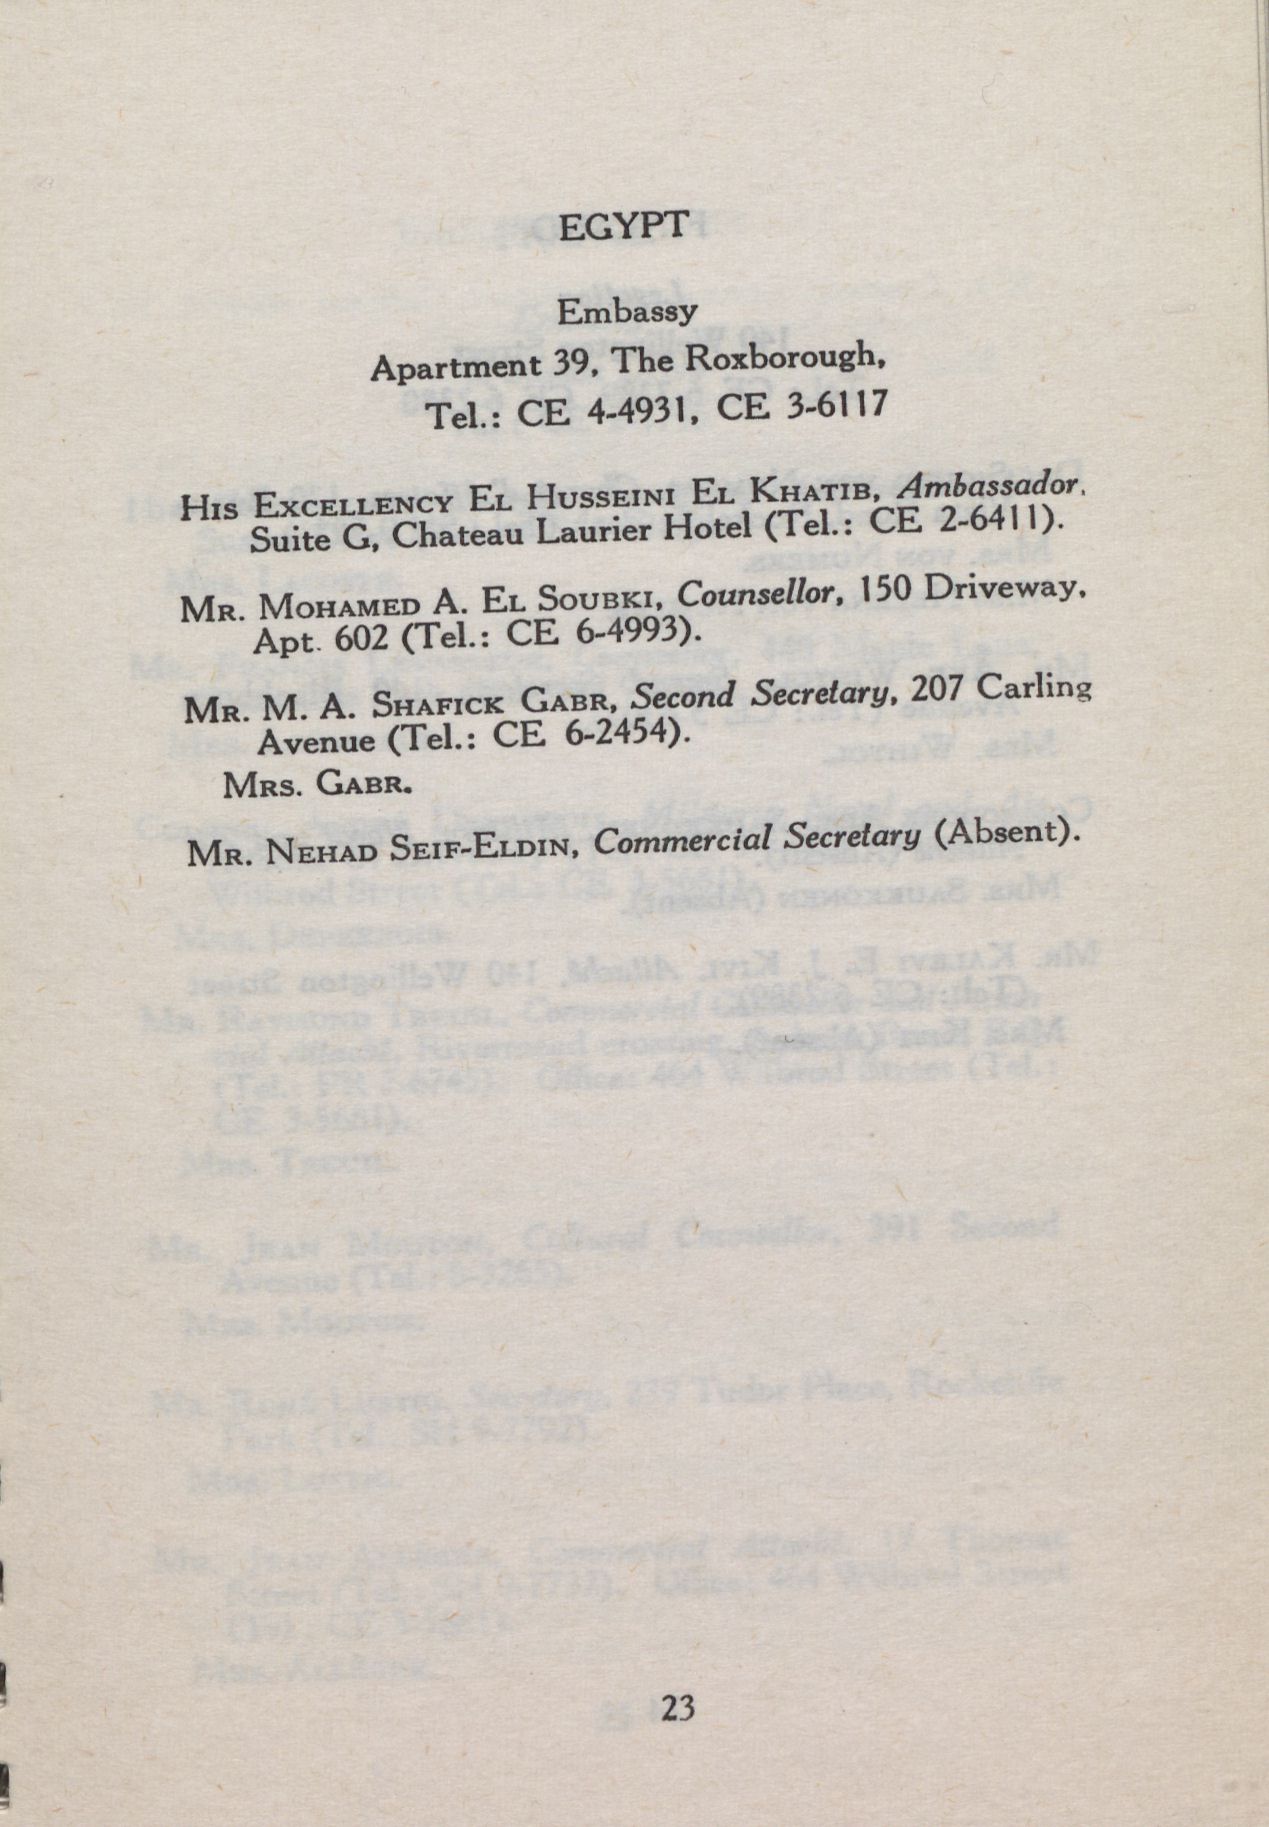 EGYPT
Embassy
Apartment 39, The Roxborough,
Tel.: CE 4-4931, CE 3-6117
HIS EXCELLENCY EL HUSSEINI EL KHATIB, Ambassador,
Suite G, Chateau Laurier Hotel (Tel.: CE 2-6411).
MR. MOHAMED A. EL SOUBKI, Counsellor, 150 Driveway,
Apt. 602 (Tel.: CE 6-4993).
MR. M. A. SHAFICK GABR, Second Secretary, 207 Carling
Avenue (Tel.: CE 6-2454).
MRS. GABR.
MR. NEHAD SEIF-ELDIN, Commercial Secretary (Absent).
23